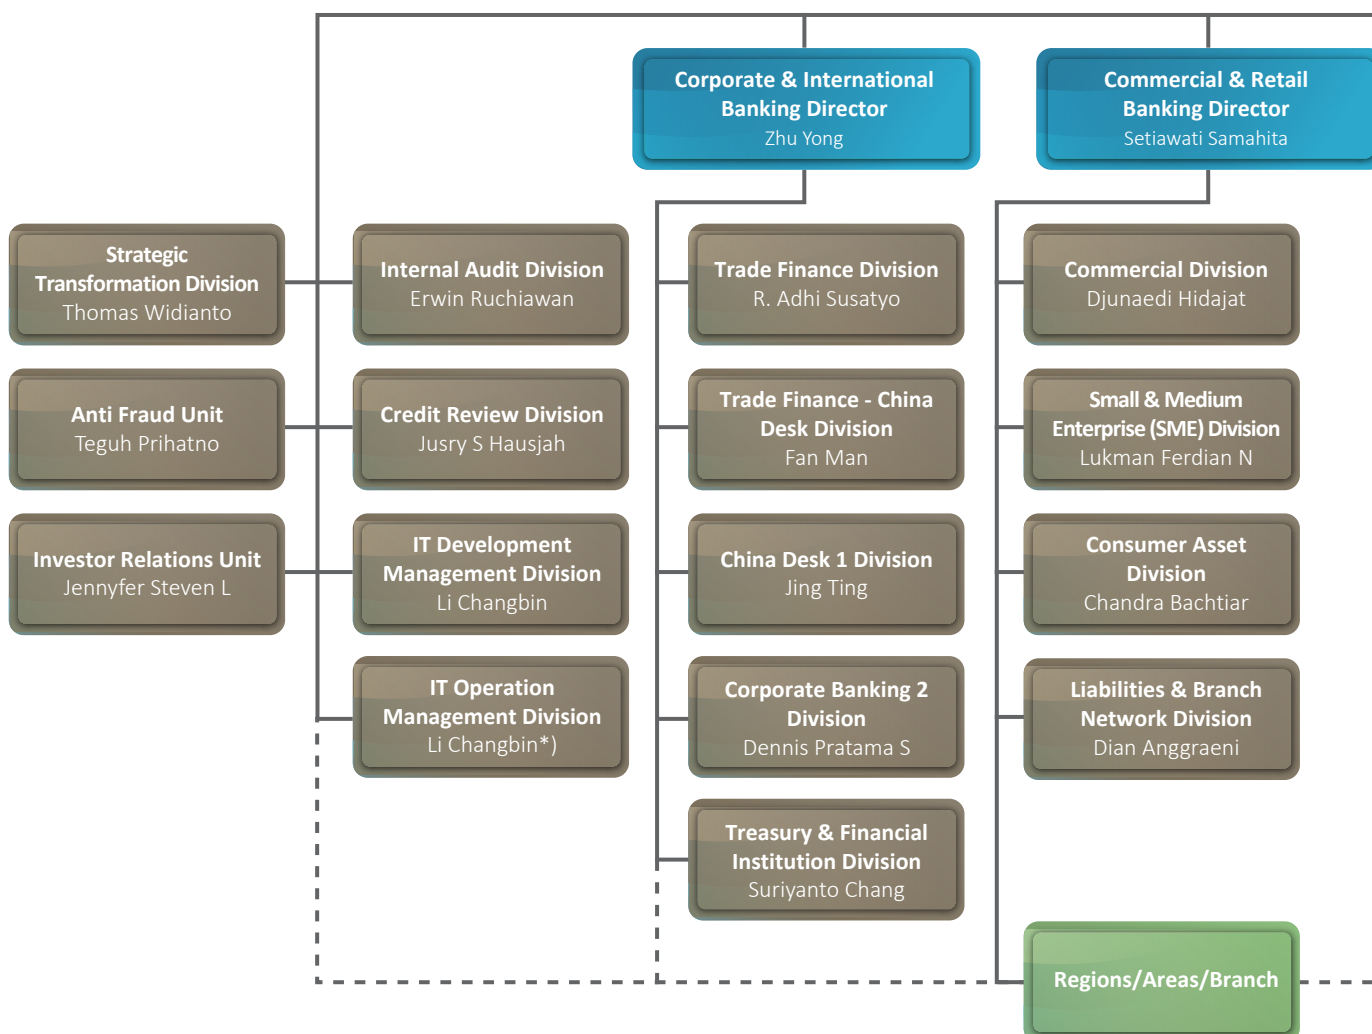 Corporate & International
Banking Director
Zhu Yong
Commercial & Retail
Banking Director
Setiawati Samahita
Strategic
Transformation Division
Thomas Widianto
Internal Audit Division
Erwin Ruchiawan
Trade Finance Division
R. Adhi Susatyo
Commercial Division
Djunaedi Hidajat
Anti Fraud Unit
Teguh Prihatno
Credit Review Division
Jusry S Hausjah
Trade Finance - China
Desk Division
Fan Man
Small & Medium
Enterprise (SME) Division
Lukman Ferdian N
Investor Relations Unit
Jennyfer Steven L
IT Development
Management Division
Li Changbin
China Desk 1 Division
Jing Ting
Consumer Asset
Division
Chandra Bachtiar
IT Operation
Management Division
Li Changbin*)
Corporate Banking 2
Division
Dennis Pratama S
Liabilities & Branch
Network Division
Dian Anggraeni
Treasury & Financial
Institution Division
Suriyanto Chang
Regions/Areas/Branch